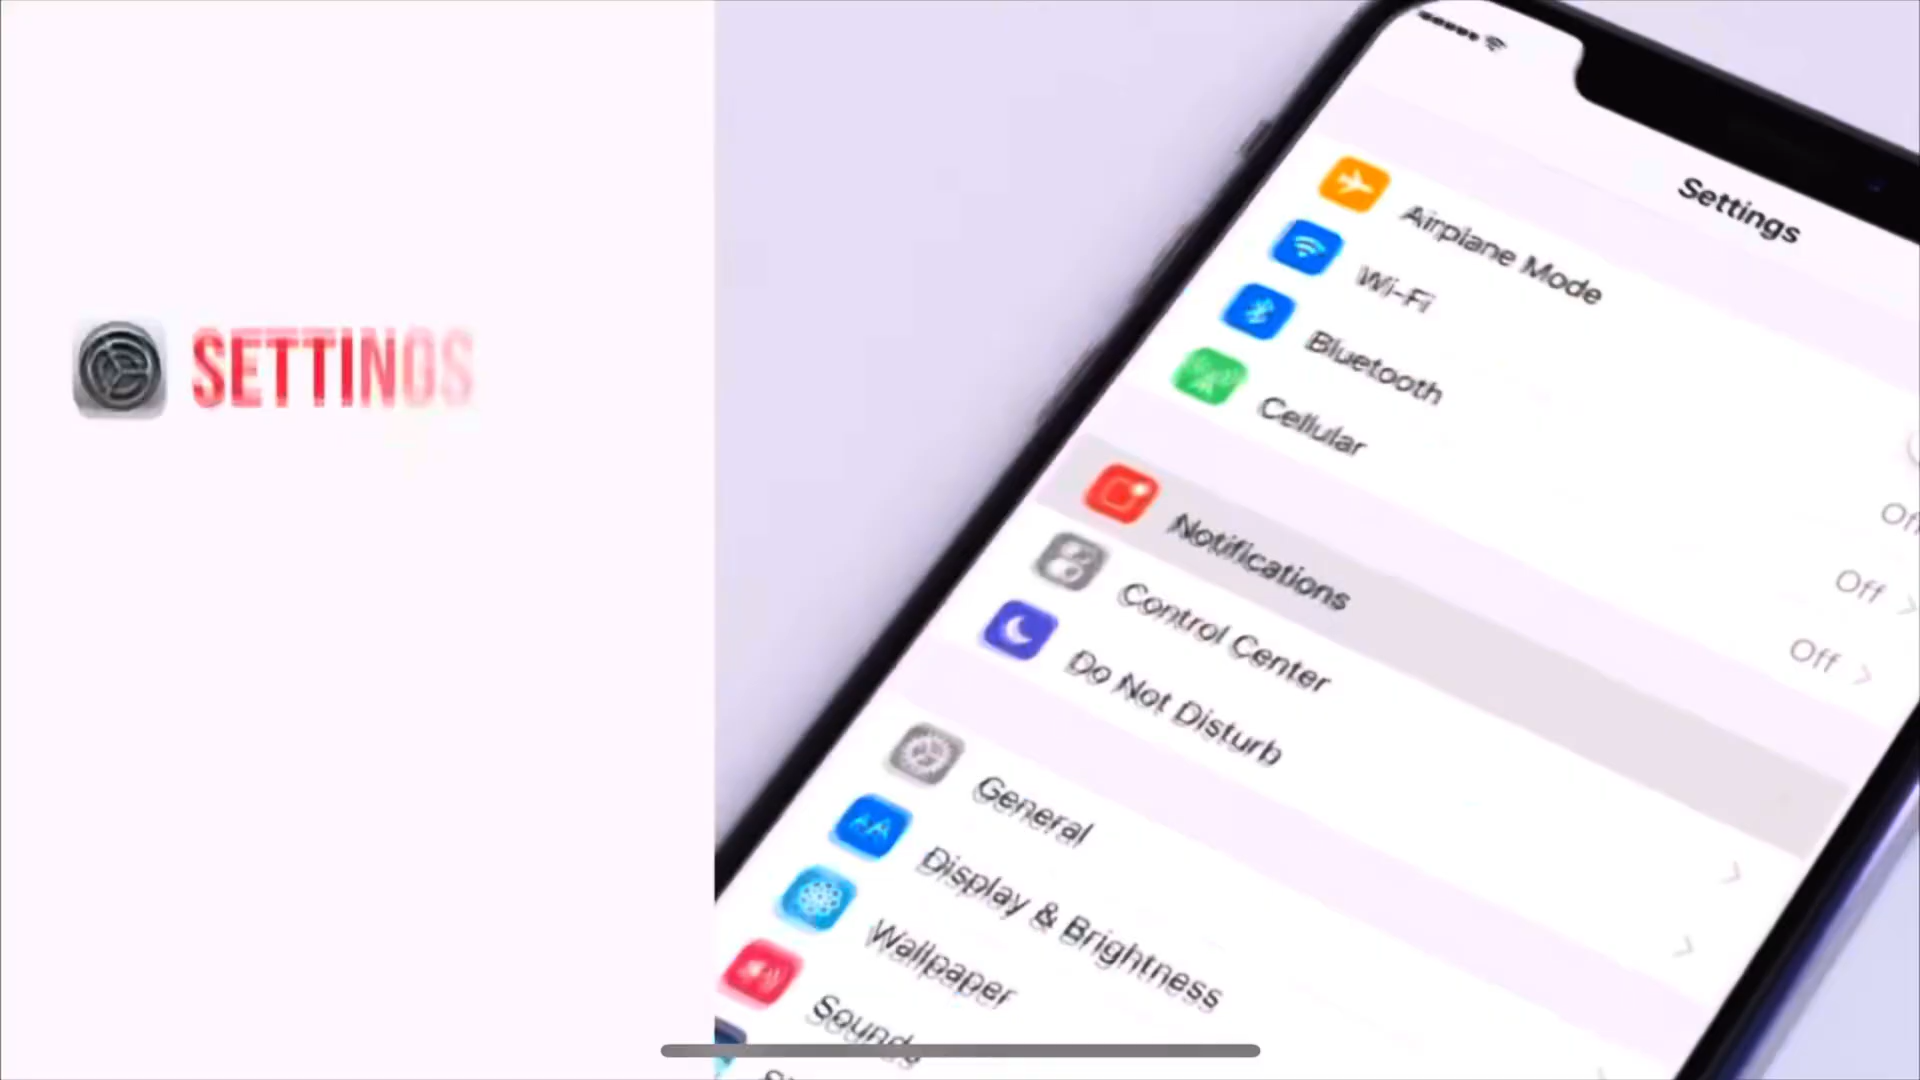 SETTINGS
Settings
Airplane Mode
Wi-Fi
Bluetooth
Off
Cellular
Off
Notifications
Control Center
Do Not Disturb
General
Display & Brightness
Wallpaper
Sounds